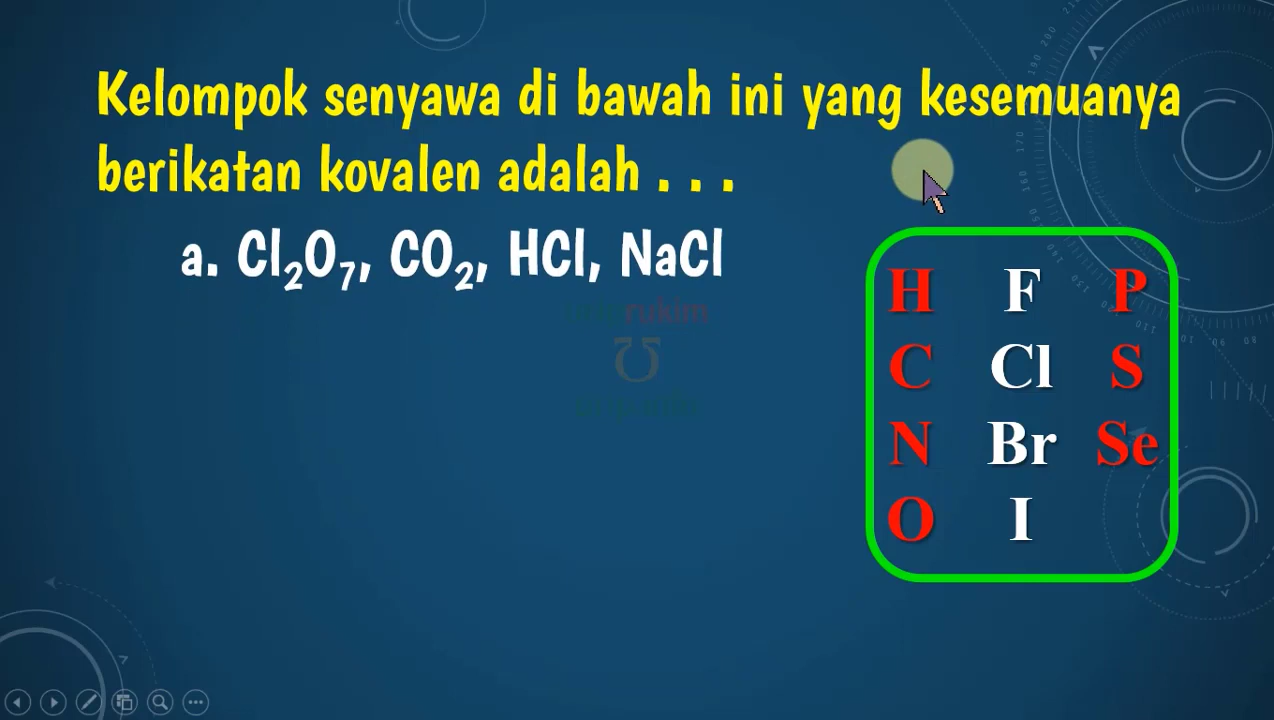 Kelompok senyawa di bawah ini yang kesemuanya
berikatan kovalen adalah . . .
a. Cl₂O₇, CO₂, HCl, NaCl
H F P
C Cl S
N Br Se
O I